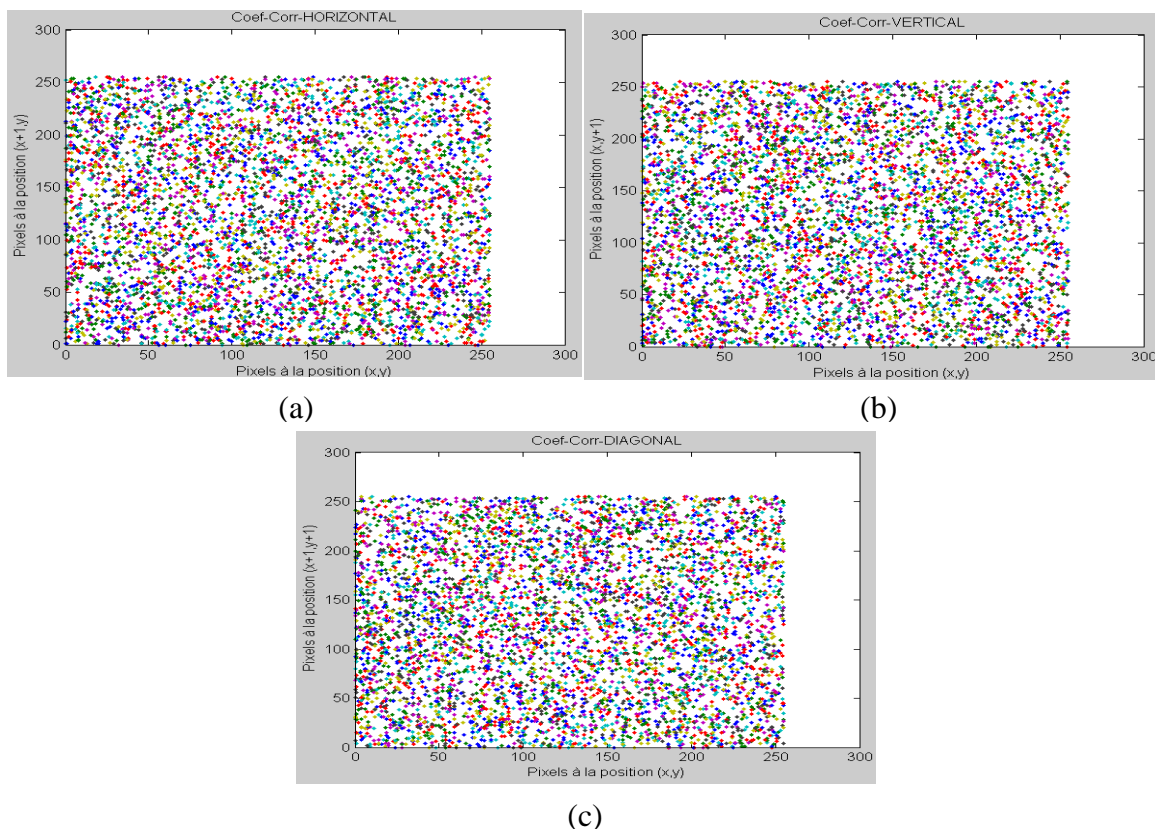 Coef-Corr-HORIZONTAL
300
250
200
150
100
50
0
Pixels à la position (x+1,y)
0 50 100 150 200 250 300
Pixels à la position (x,y)
(a)
Coef-Corr-VERTICAL
300
250
200
150
100
50
0
Pixels à la position (x,y+1)
0 50 100 150 200 250 300
Pixels à la position (x,y)
(b)
Coef-Corr-DIAGONAL
300
250
200
150
100
50
0
Pixels à la position (x+1,y+1)
0 50 100 150 200 250 300
Pixels à la position (x,y)
(c)